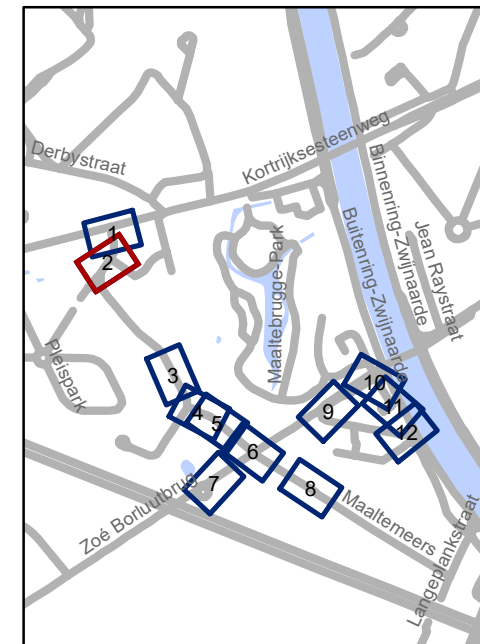 Derbystraat
Kortrijksesteenweg
Binnenring-Zwijnaarde
Jean Raystraat
Buitenring-Zwijnaarde
Maaltebrugge-Park
1
2
Pleispark
3
4
5
6
7
8
9
10
11
12
Zoé Borluutbrug
Maaltemeers
Langeplankstraat